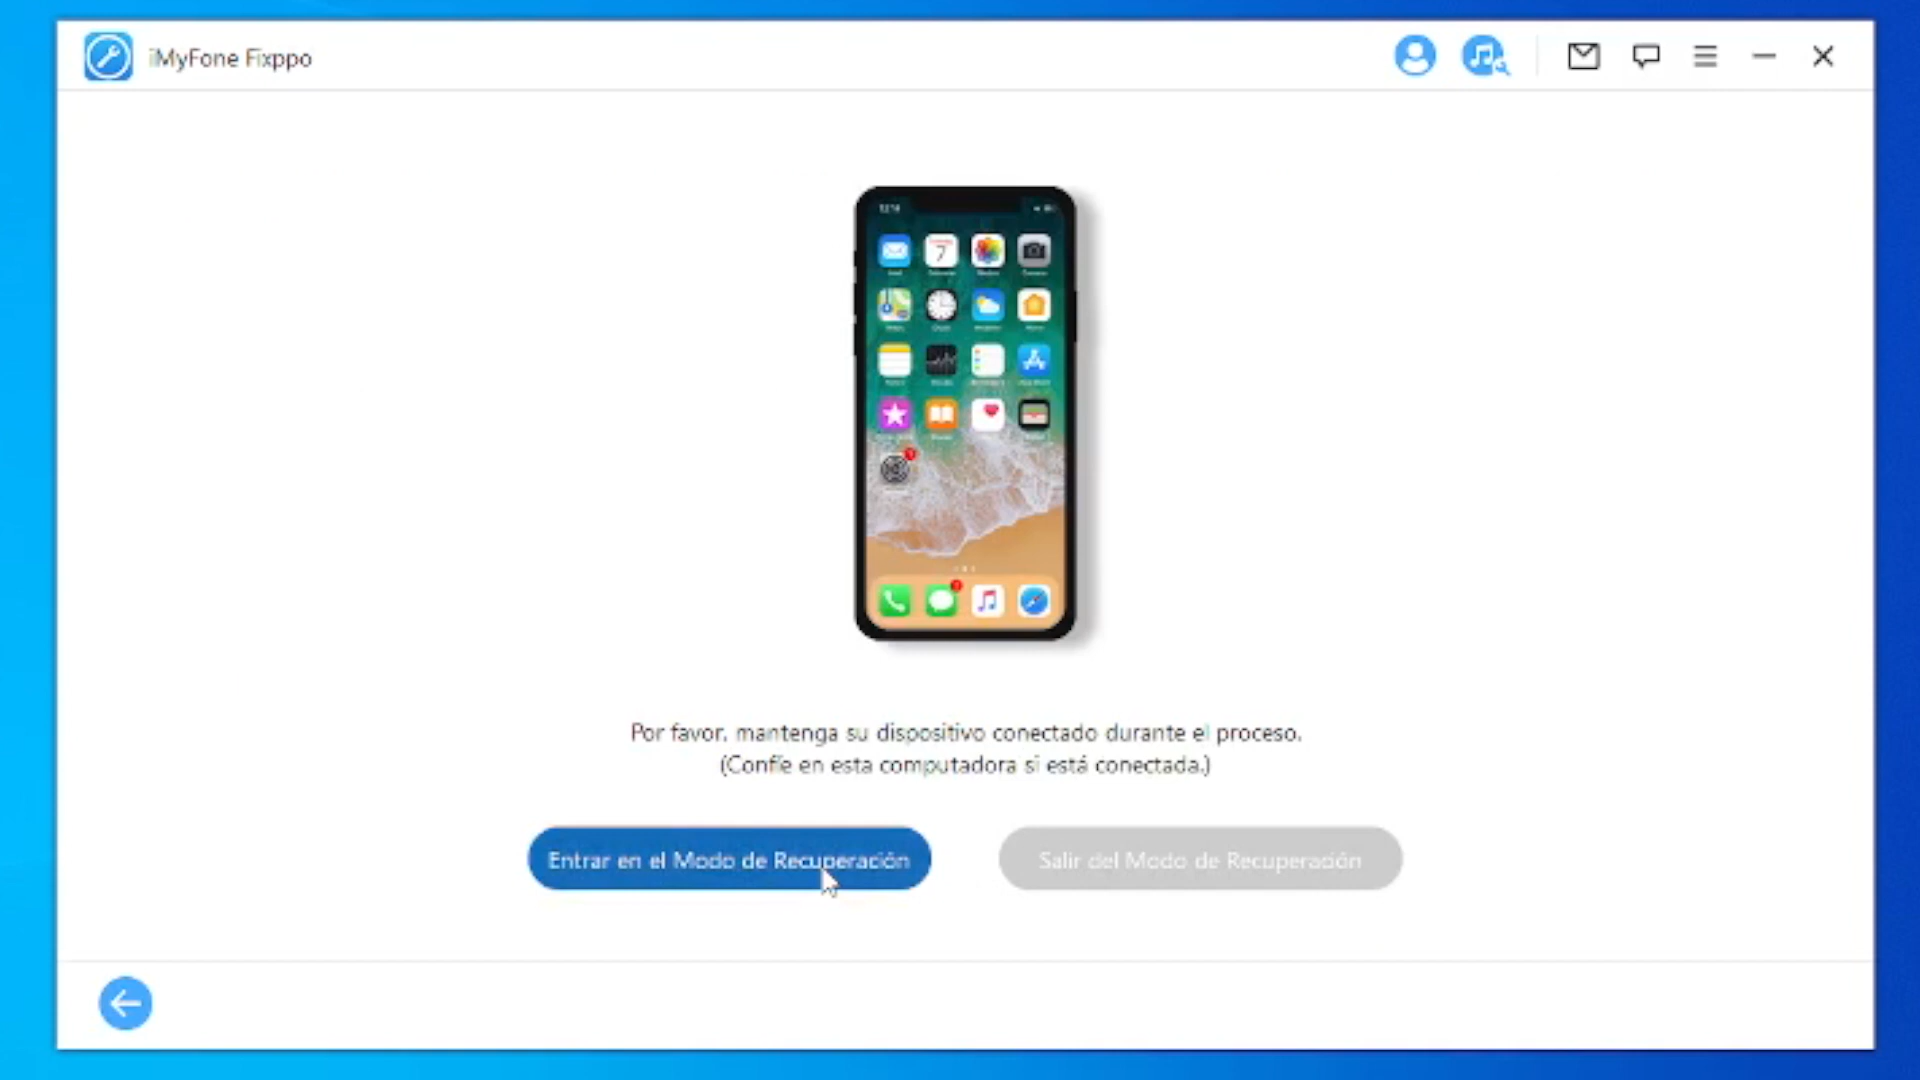 iMyFone Fixppo
7
Por favor, mantenga su dispositivo conectado durante el proceso.
(Confíe en esta computadora si está conectada.)
Entrar en el Modo de Recuperación
Salir del Modo de Recuperación